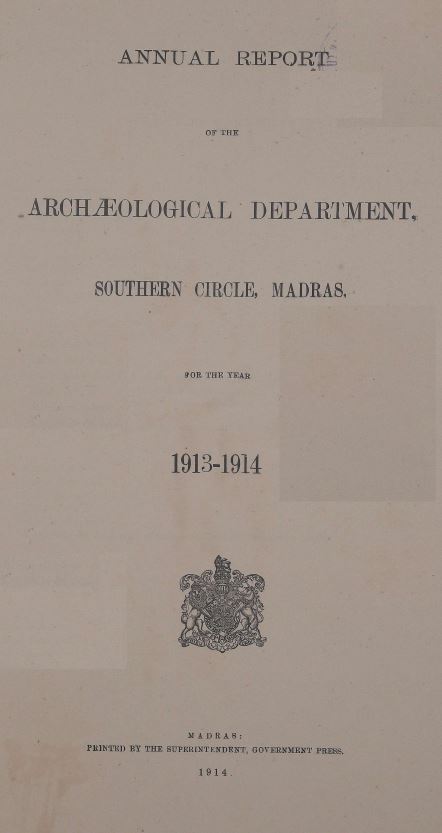 ANNUAL REPORT
OF THE
ARCHÆOLOGICAL DEPARTMENT,
SOUTHERN CIRCLE, MADRAS,
FOR THE YEAR
1913-1914
MADRAS:
PRINTED BY THE SUPERINTENDENT, GOVERNMENT PRESS.
1914.